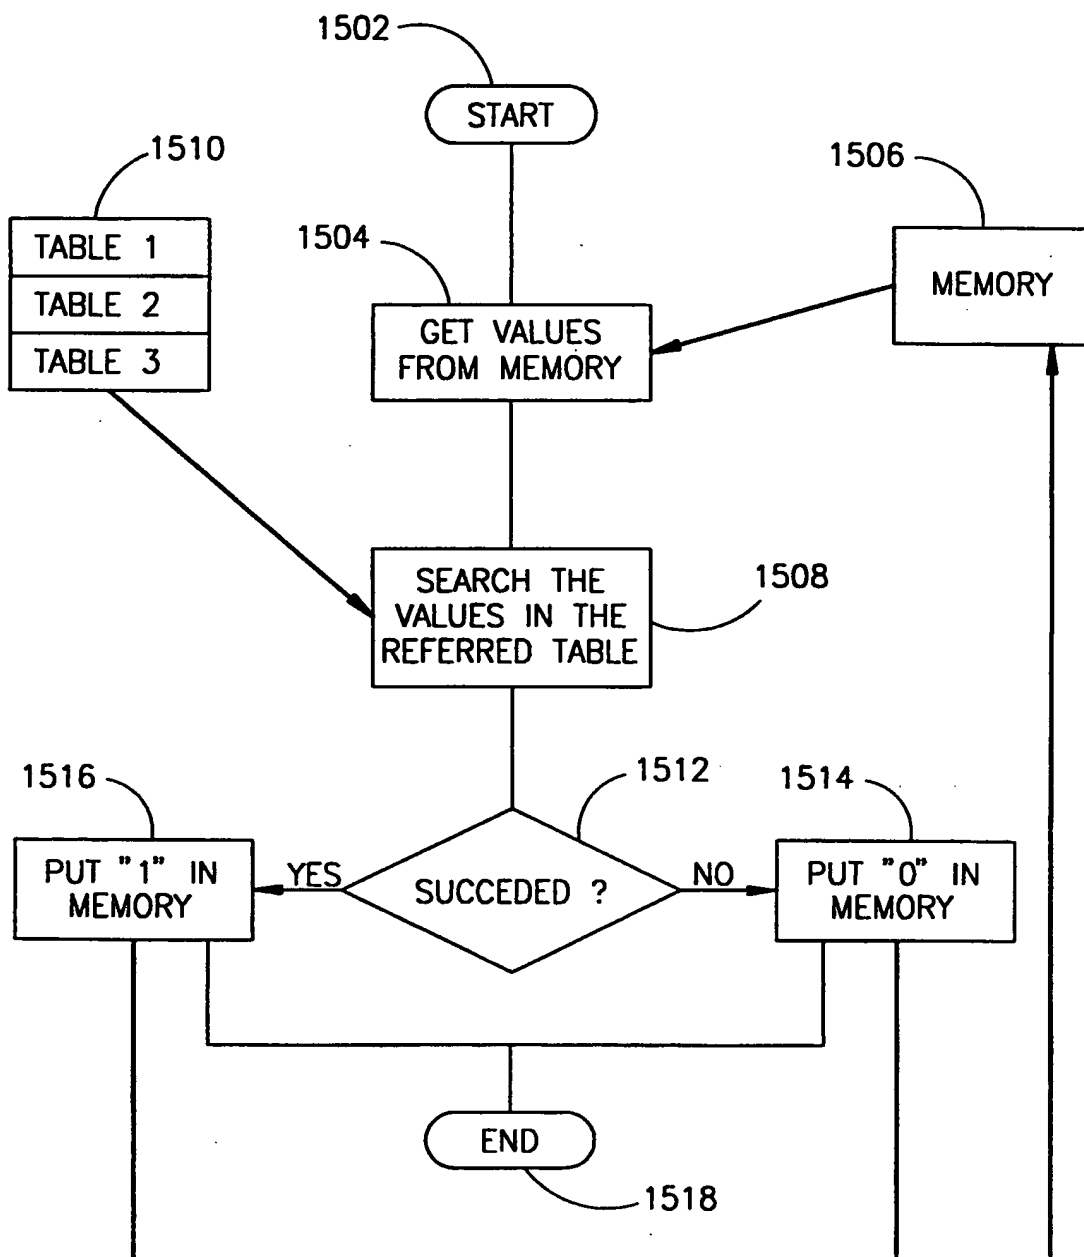 1502
START
1510
1506
TABLE 1
TABLE 2
TABLE 3
1504
GET VALUES
FROM MEMORY
MEMORY
SEARCH THE
VALUES IN THE
REFERRED TABLE
1508
1516
1512
1514
PUT "1" IN
MEMORY
YES
SUCCEDED ?
NO
PUT "0" IN
MEMORY
END
1518